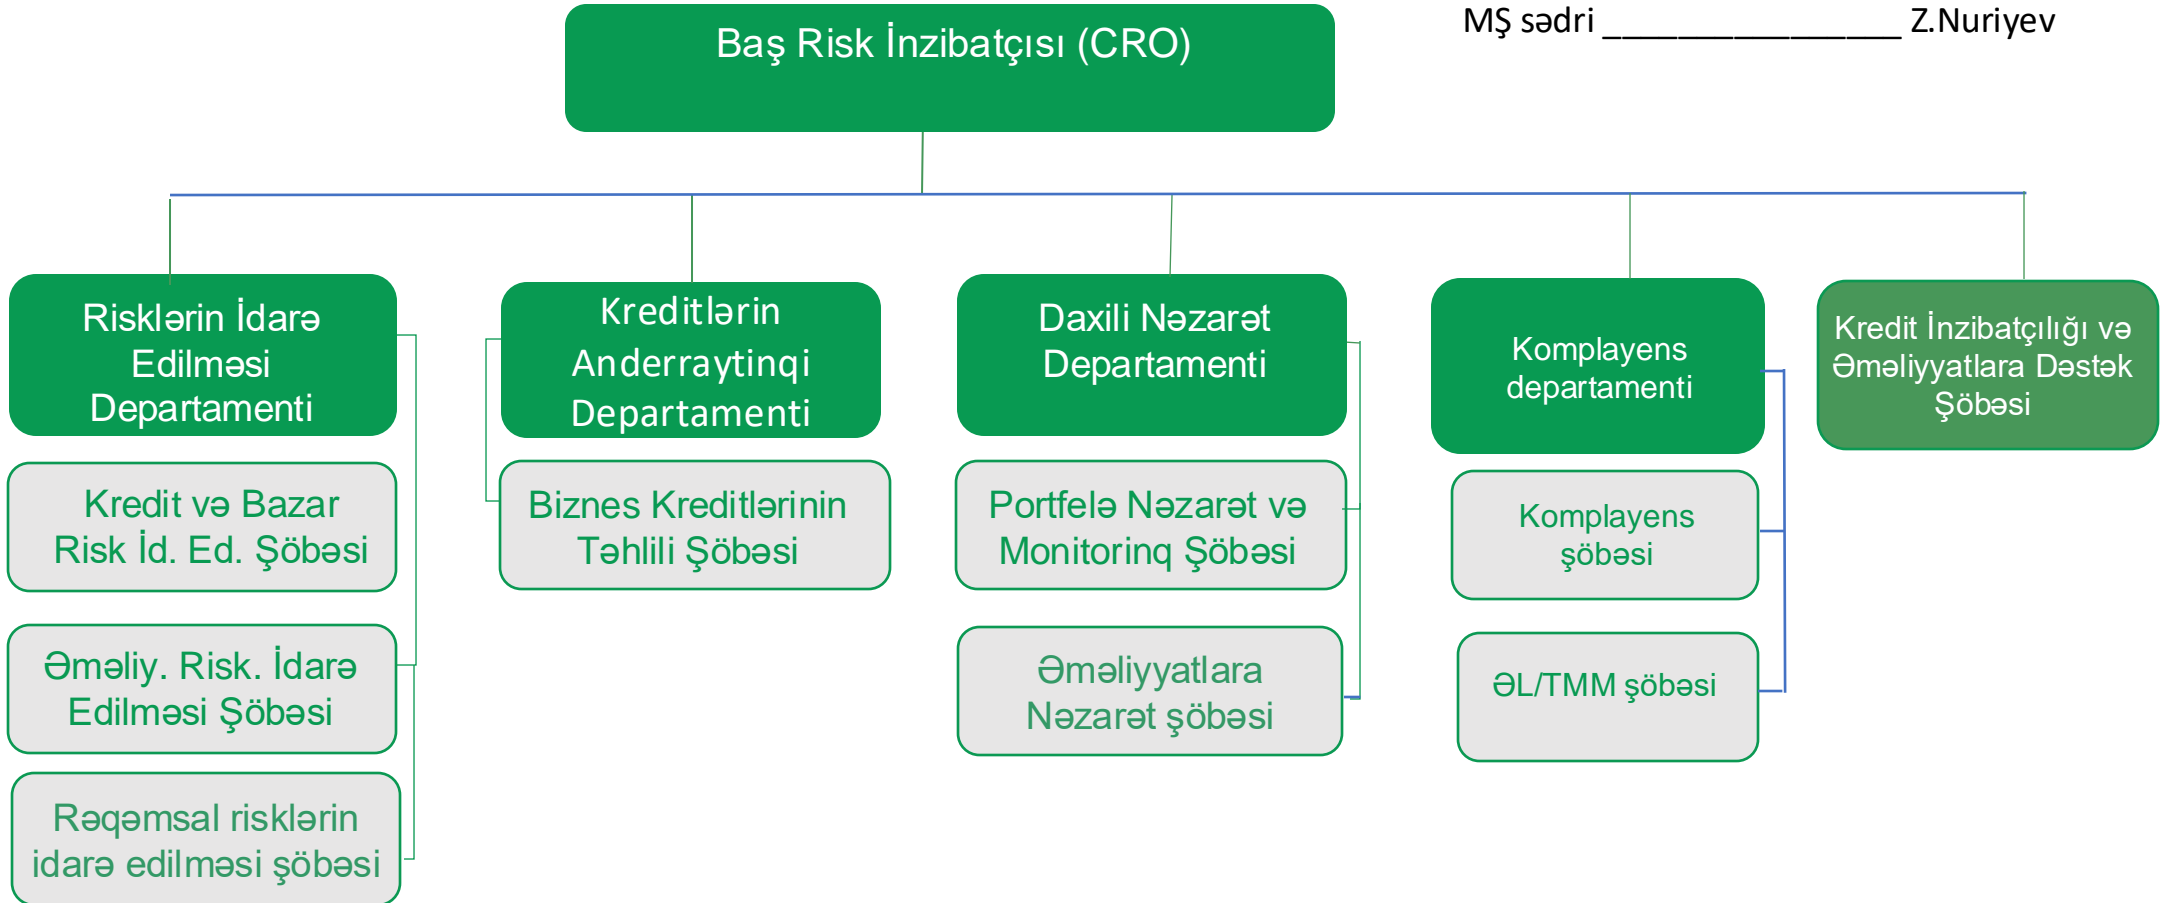 MŞ sədri ________________ Z.Nuriyev
Baş Risk İnzibatçısı (CRO)
Risklərin İdarə
Edilməsi
Departamenti
Kredit və Bazar
Risk İd. Ed. Şöbəsi
Əməliy. Risk. İdarə
Edilməsi Şöbəsi
Rəqəmsal risklərin
idarə edilməsi şöbəsi
Kreditlərin
Anderraytinqi
Departamenti
Biznes Kreditlərinin
Təhlili Şöbəsi
Daxili Nəzarət
Departamenti
Portfelə Nəzarət və
Monitorinq Şöbəsi
Əməliyyatlara
Nəzarət şöbəsi
Komplayens
departamenti
Komplayens
şöbəsi
ƏL/TMM şöbəsi
Kredit İnzibatçılığı və
Əməliyyatlara Dəstək
Şöbəsi